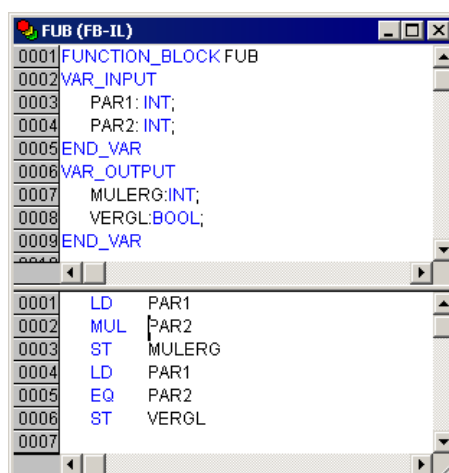 FUB (FB-IL)
0001 FUNCTION_BLOCK FUB
0002 VAR_INPUT
0003 PAR1: INT;
0004 PAR2: INT;
0005 END_VAR
0006 VAR_OUTPUT
0007 MULERG:INT;
0008 VERGL:BOOL;
0009 END_VAR
0001 LD PAR1
0002 MUL PAR2
0003 ST MULERG
0004 LD PAR1
0005 EQ PAR2
0006 ST VERGL
0007